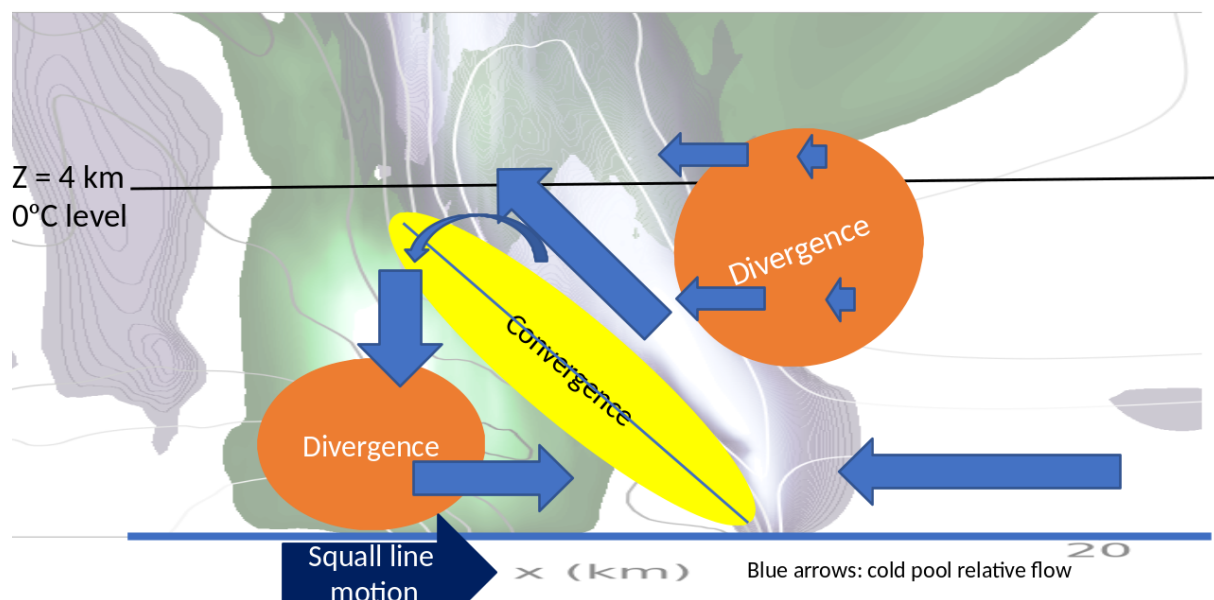 Z = 4 km
0ºC level
Divergence
Convergence
Divergence
Squall line
motion
x (km)
20
Blue arrows: cold pool relative flow